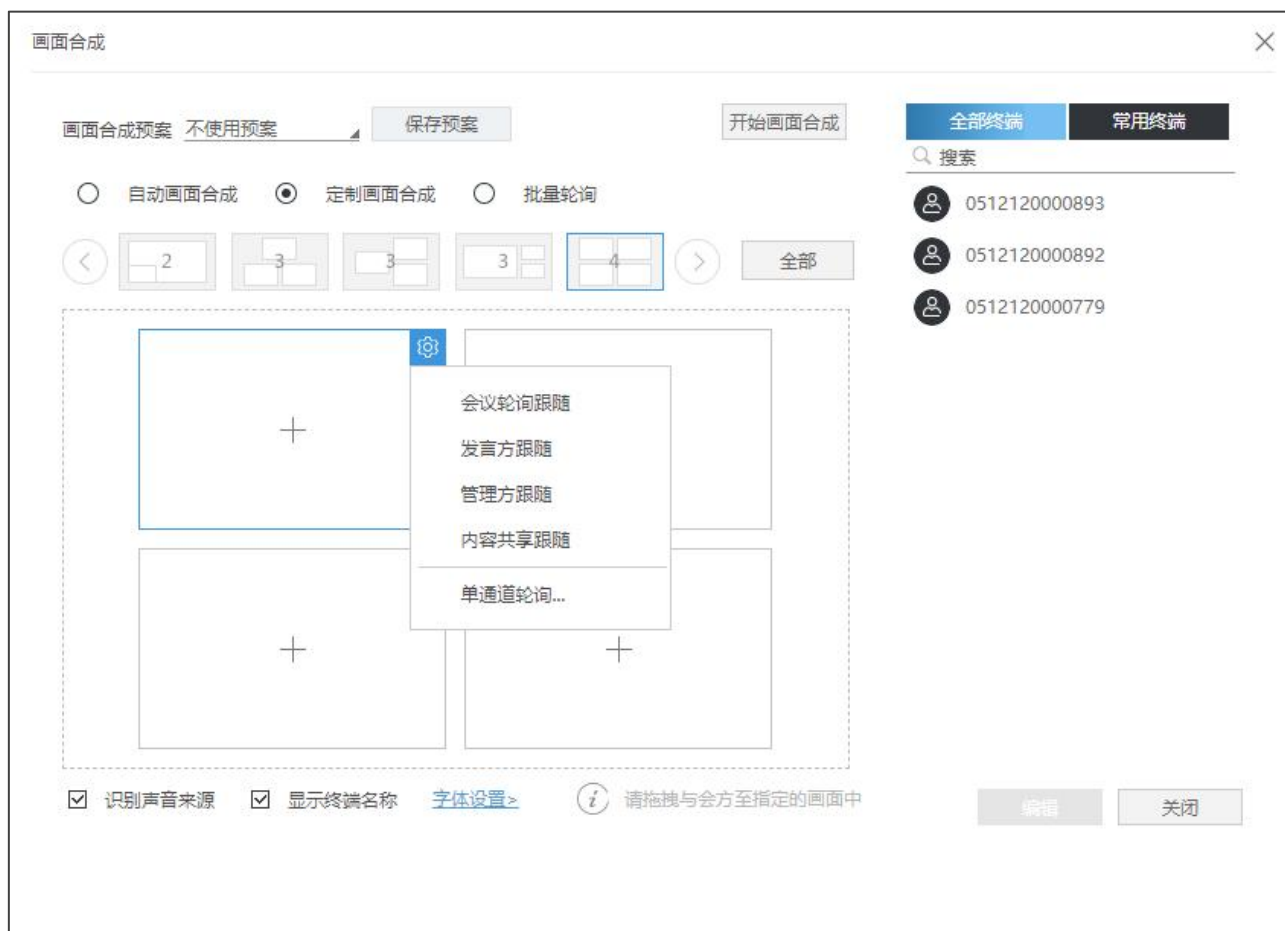 画面合成
画面合成预案 不使用预案 保存预案 开始画面合成
自动画面合成 定制画面合成 批量轮询
2 3 3 3 4 全部
会议轮询跟随
发言方跟随
管理方跟随
内容共享跟随
单通道轮询...
识别声音来源 显示终端名称 字体设置> i 请拖拽与会方至指定的画面中
全部终端 常用终端
搜索
0512120000893
0512120000892
0512120000779
编辑 关闭